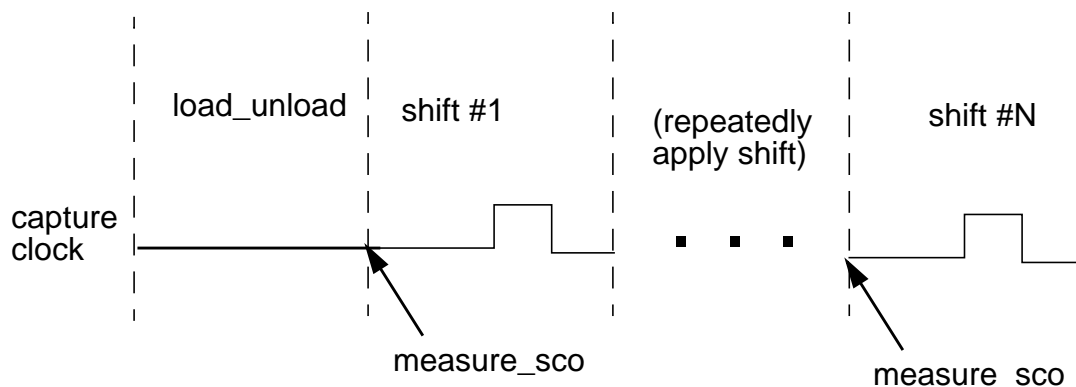 load_unload
shift #1
(repeatedly
apply shift)
shift #N
capture
clock
measure_sco
measure_sco